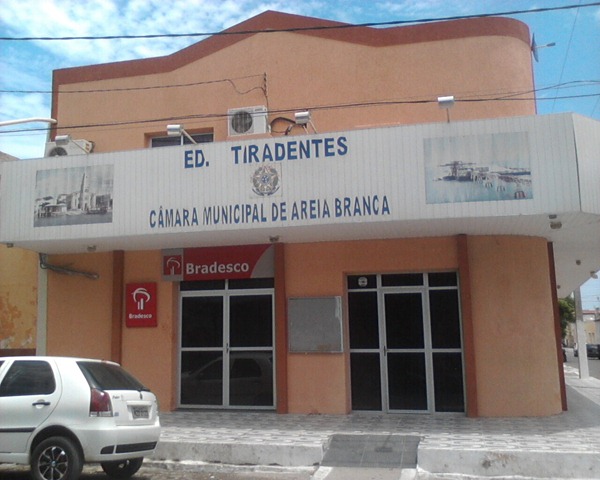 ED. TIRADENTES
CÂMARA MUNICIPAL DE AREIA BRANCA
Bradesco
Bradesco